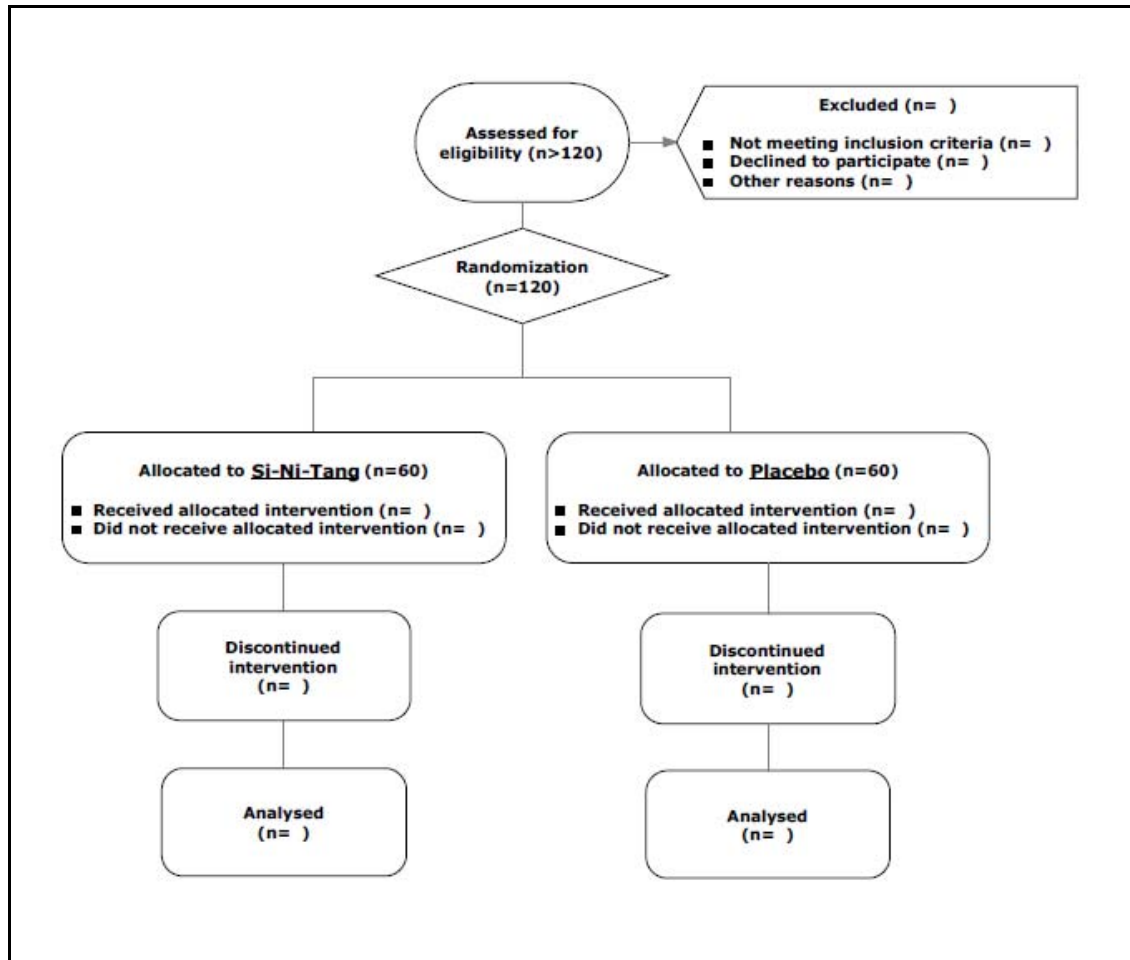 Assessed for
eligibility (n>120)
Excluded (n=  )
■ Not meeting inclusion criteria (n=  )
■ Declined to participate (n=  )
■ Other reasons (n=  )
Randomization
(n=120)
Allocated to Si-Ni-Tang (n=60)
■ Received allocated intervention (n=  )
■ Did not receive allocated intervention (n=  )
Allocated to Placebo (n=60)
■ Received allocated intervention (n=  )
■ Did not receive allocated intervention (n=  )
Discontinued
intervention
(n=  )
Discontinued
intervention
(n=  )
Analysed
(n=  )
Analysed
(n=  )